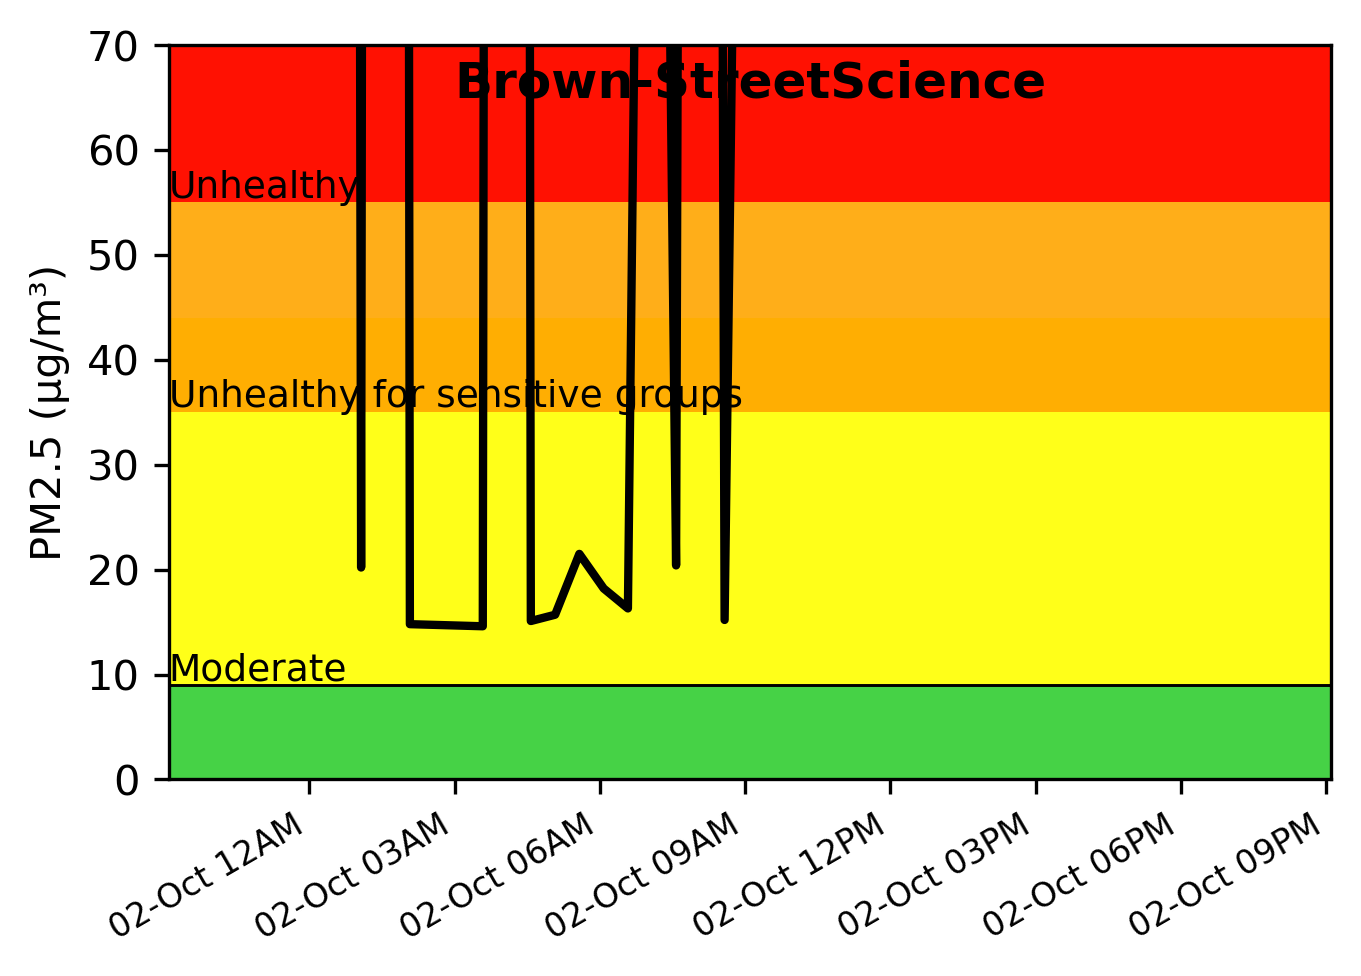 Brown-StreetScience
PM2.5 (µg/m³)
70
60
50
40
30
20
10
0
Unhealthy
Unhealthy for sensitive groups
Moderate
02-Oct 12AM
02-Oct 03AM
02-Oct 06AM
02-Oct 09AM
02-Oct 12PM
02-Oct 03PM
02-Oct 06PM
02-Oct 09PM